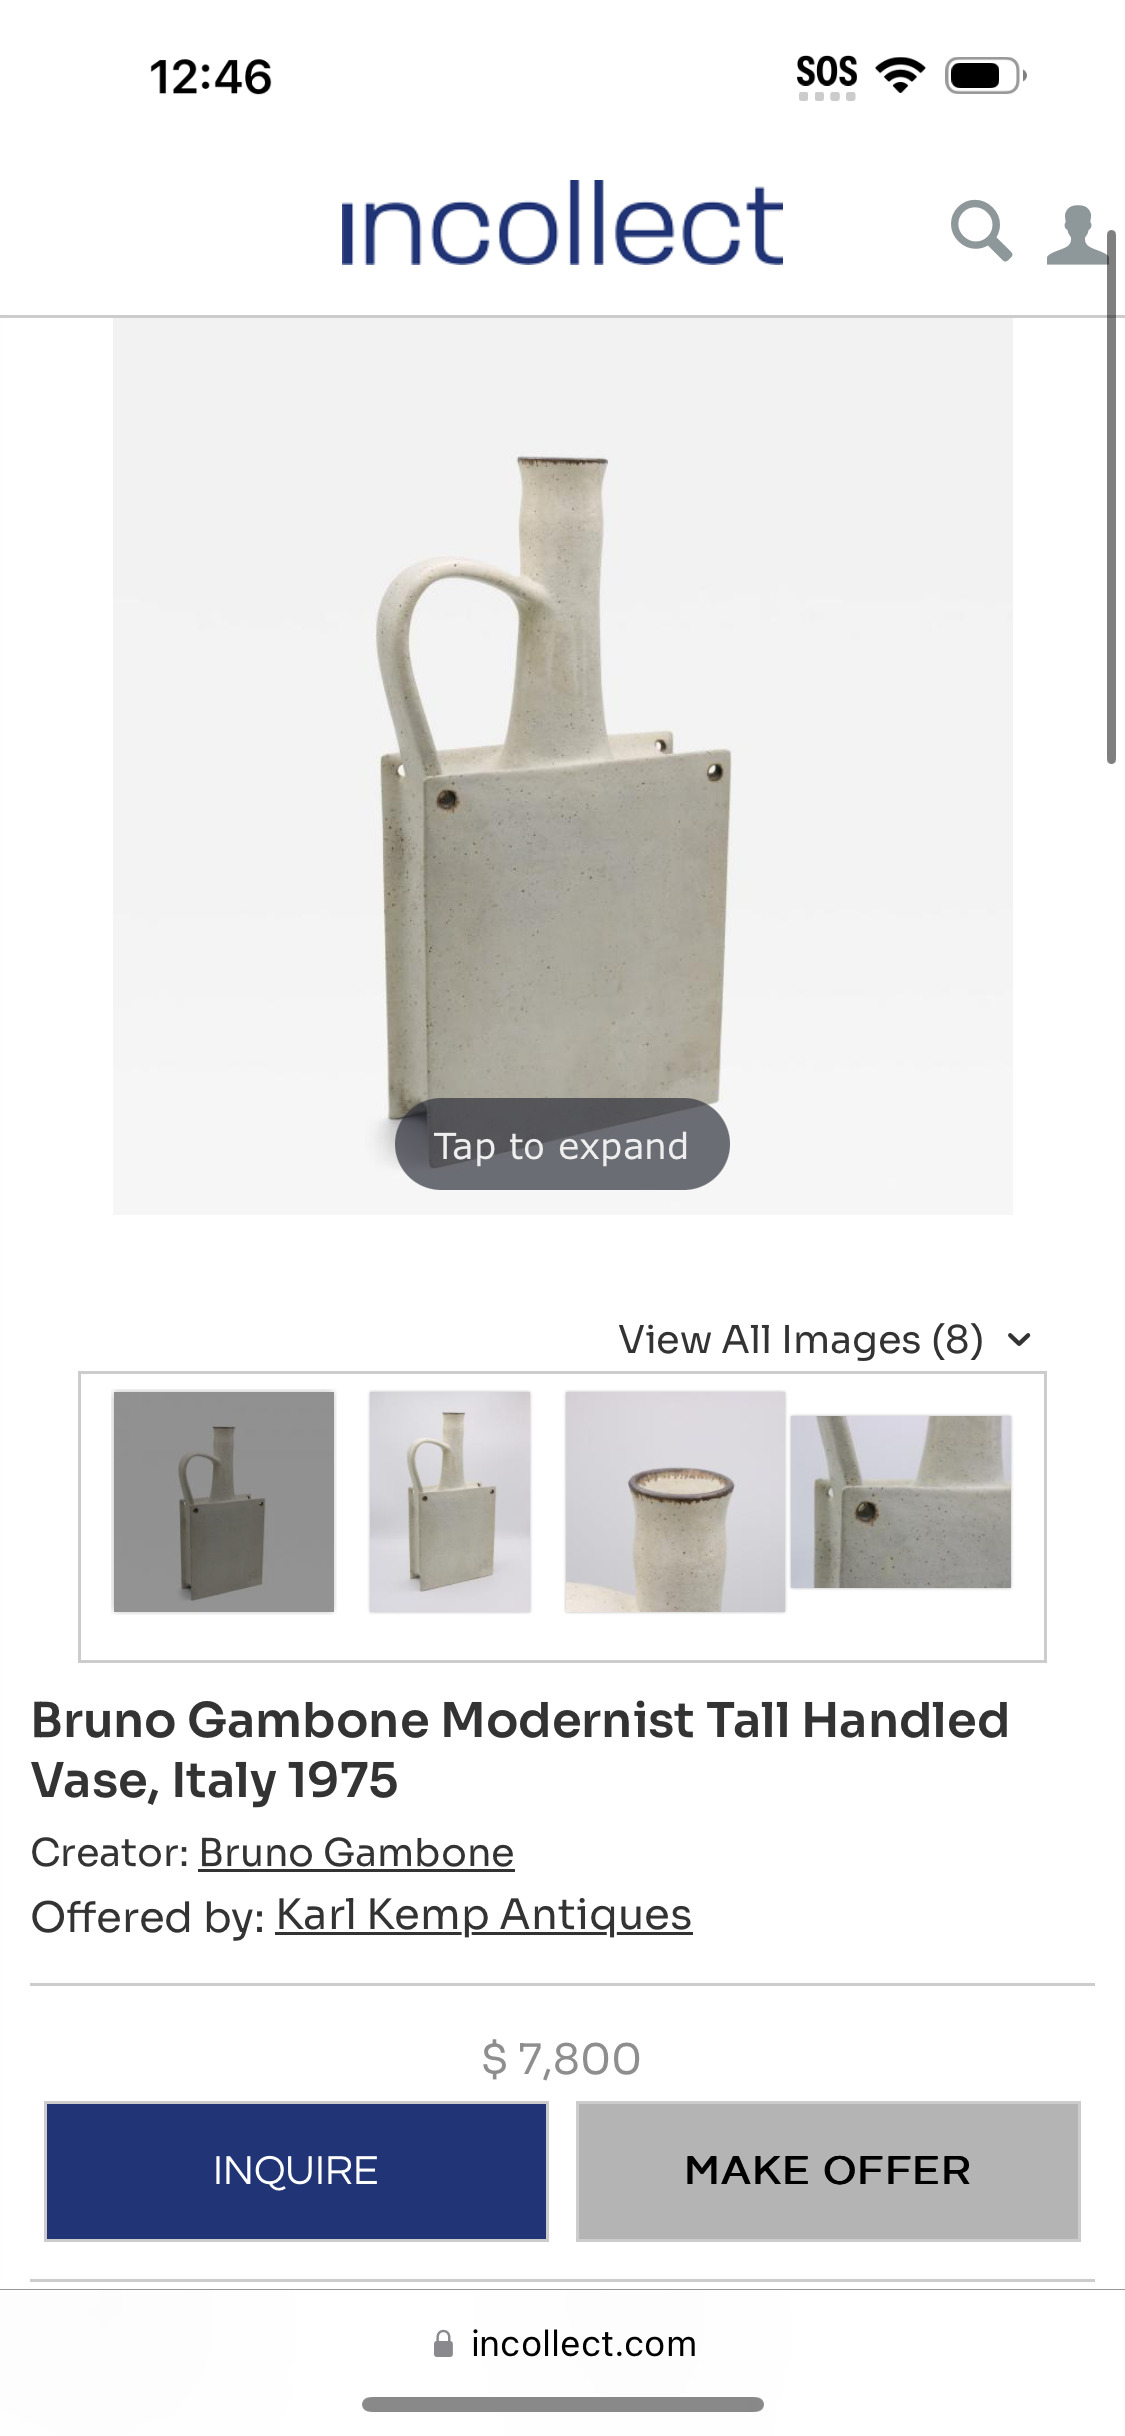 12:46 SOS
incollect
Tap to expand
View All Images (8)
Bruno Gambone Modernist Tall Handled
Vase, Italy 1975
Creator: Bruno Gambone
Offered by: Karl Kemp Antiques
$ 7,800
INQUIRE MAKE OFFER
incollect.com